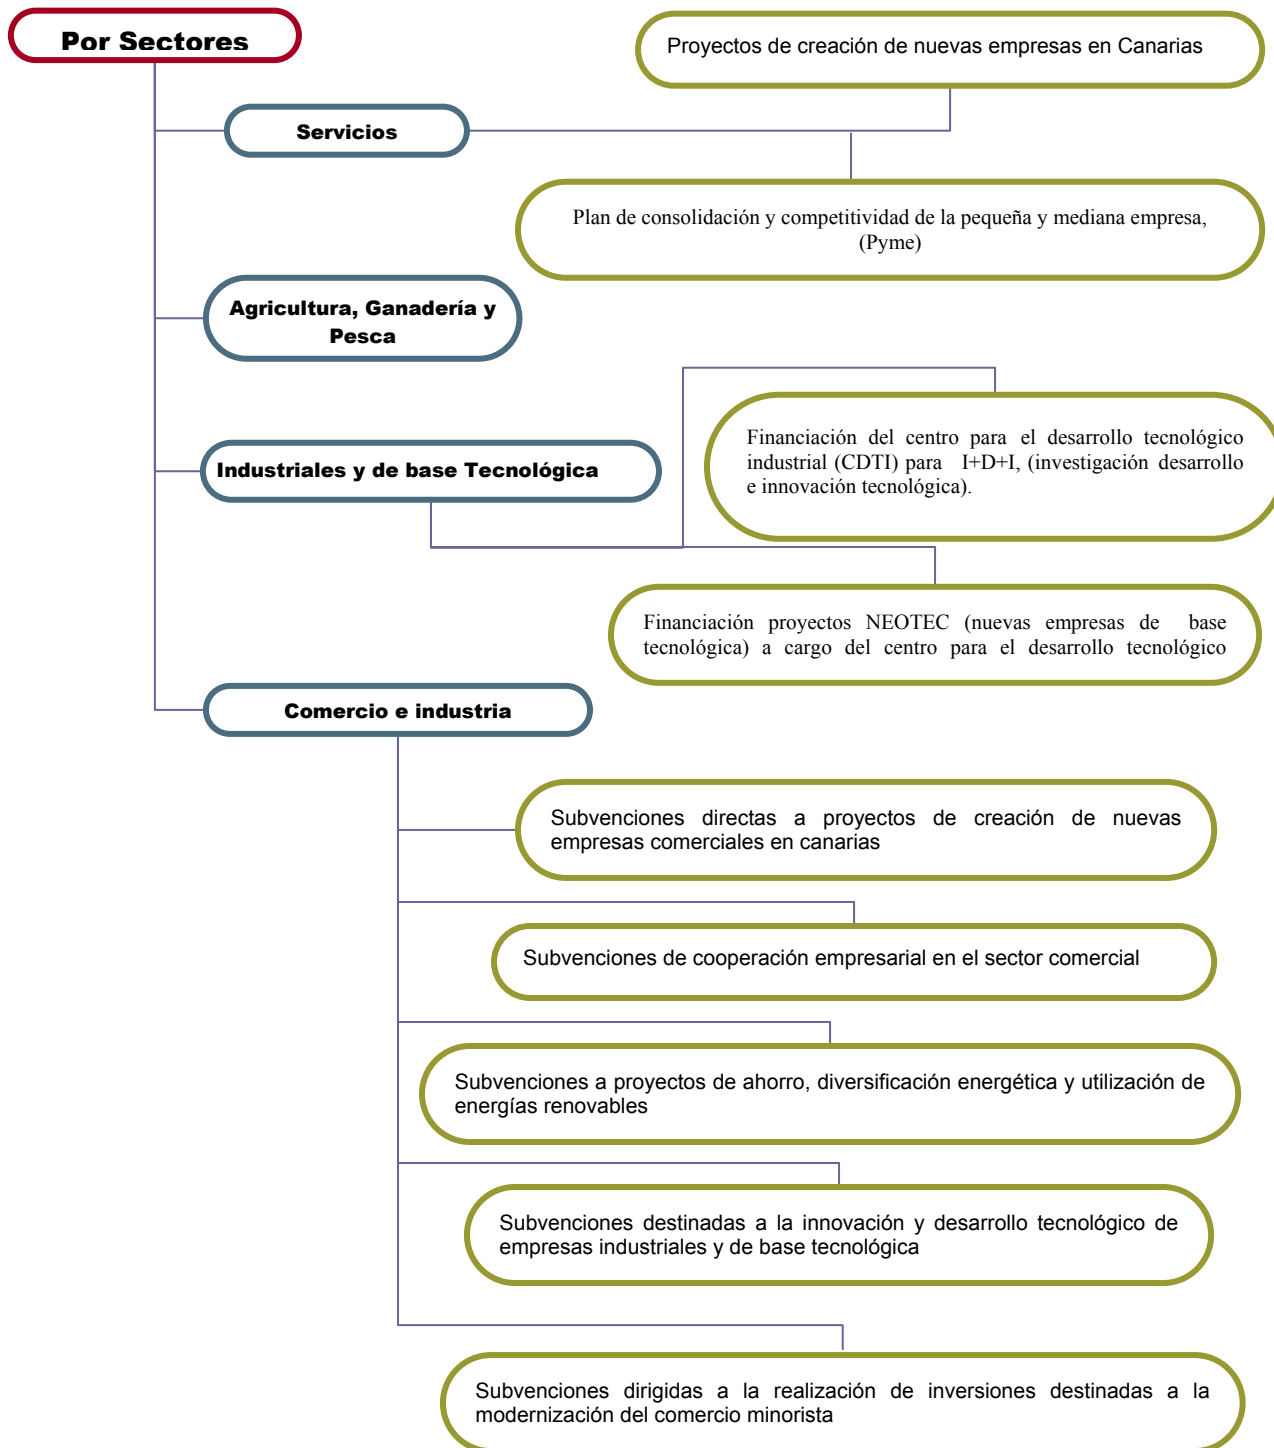 Por Sectores
Proyectos de creación de nuevas empresas en Canarias
Servicios
Plan de consolidación y competitividad de la pequeña y mediana empresa,
(Pyme)
Agricultura, Ganadería y
Pesca
Financiación del centro para el desarrollo tecnológico
industrial (CDTI) para I+D+I, (investigación desarrollo
e innovación tecnológica).
Industriales y de base Tecnológica
Financiación proyectos NEOTEC (nuevas empresas de base
tecnológica) a cargo del centro para el desarrollo tecnológico
Comercio e industria
Subvenciones directas a proyectos de creación de nuevas
empresas comerciales en canarias
Subvenciones de cooperación empresarial en el sector comercial
Subvenciones a proyectos de ahorro, diversificación energética y utilización de
energías renovables
Subvenciones destinadas a la innovación y desarrollo tecnológico de
empresas industriales y de base tecnológica
Subvenciones dirigidas a la realización de inversiones destinadas a la
modernización del comercio minorista